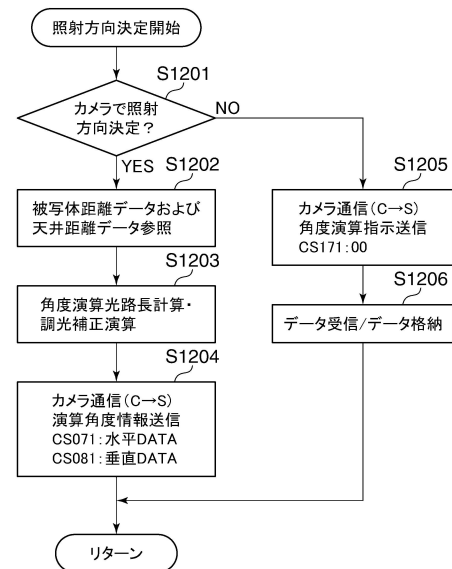 照射方向決定開始
S1201
カメラで照射
方向決定？
NO
YES
S1202
被写体距離データおよび
天井距離データ参照
S1203
角度演算光路長計算・
調光補正演算
S1204
カメラ通信(C→S)
演算角度情報送信
CS071:水平DATA
CS081:垂直DATA
S1205
カメラ通信(C→S)
角度演算指示送信
CS171:00
S1206
データ受信/データ格納
リターン